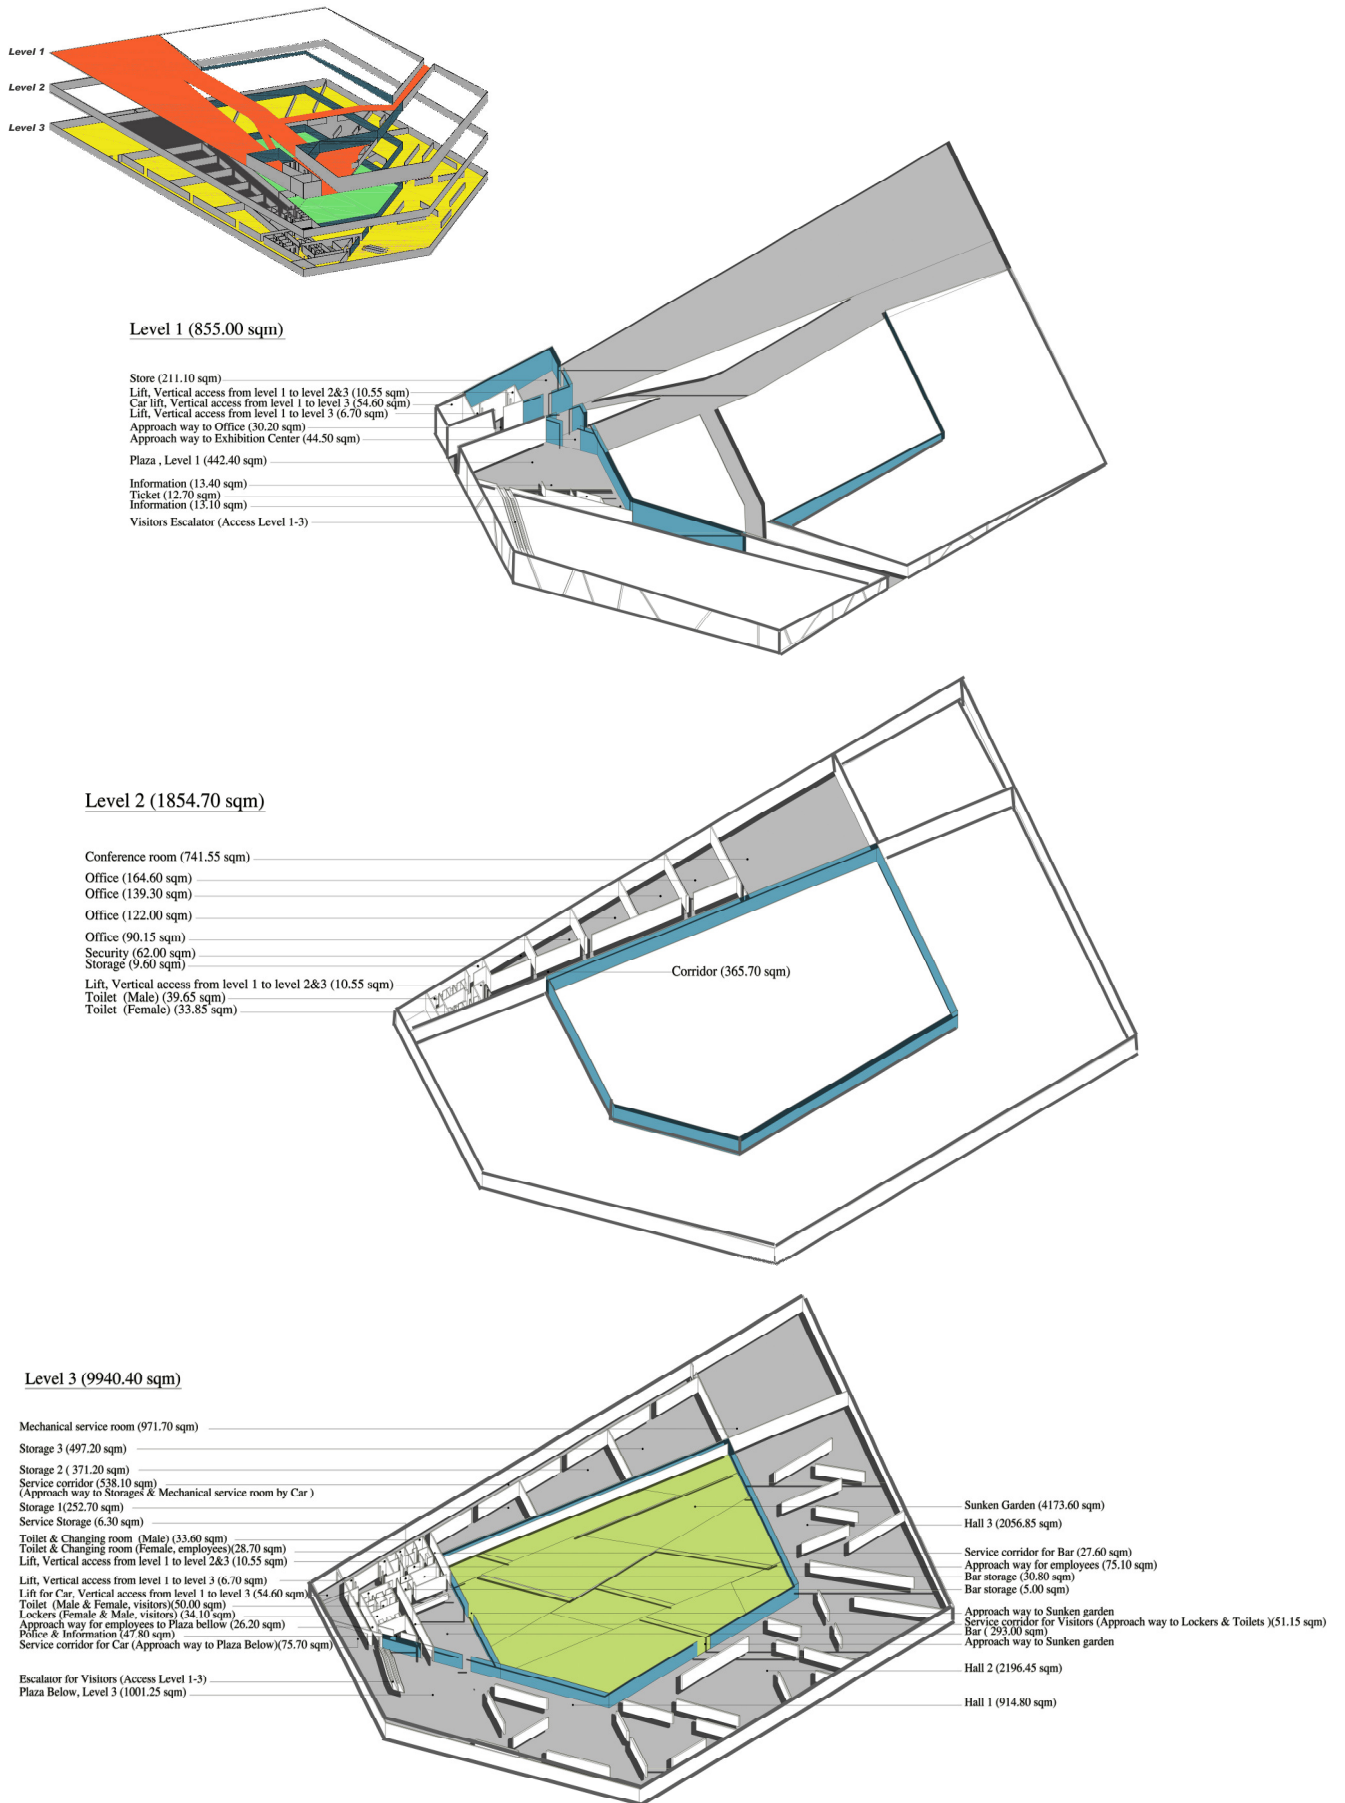 Level 1
Level 2
Level 3
Level 1 (855.00 sqm)
Store (211.10 sqm)
Lift, Vertical access from level 1 to level 2&3 (10.55 sqm)
Car lift, Vertical access from level 1 to level 3 (54.60 sqm)
Lift, Vertical access from level 1 to level 3 (6.70 sqm)
Approach way to Office (30.20 sqm)
Approach way to Exhibition Center (44.50 sqm)
Plaza , Level 1 (442.40 sqm)
Information (13.40 sqm)
Ticket (12.70 sqm)
Information (13.10 sqm)
Visitors Escalator (Access Level 1-3)
Level 2 (1854.70 sqm)
Conference room (741.55 sqm)
Office (164.60 sqm)
Office (139.30 sqm)
Office (122.00 sqm)
Office (90.15 sqm)
Security (62.00 sqm)
Storage (9.60 sqm)
Lift, Vertical access from level 1 to level 2&3 (10.55 sqm)
Toilet (Male) (39.65 sqm)
Toilet (Female) (33.85 sqm)
Corridor (365.70 sqm)
Level 3 (9940.40 sqm)
Mechanical service room (971.70 sqm)
Storage 3 (497.20 sqm)
Storage 2 ( 371.20 sqm)
Service corridor (538.10 sqm)
(Approach way to Storages & Mechanical service room by Car )
Storage 1(252.70 sqm)
Service Storage (6.30 sqm)
Toilet & Changing room (Male) (33.60 sqm)
Toilet & Changing room (Female, employees)(28.70 sqm)
Lift, Vertical access from level 1 to level 2&3 (10.55 sqm)
Lift, Vertical access from level 1 to level 3 (6.70 sqm)
Lift for Car, Vertical access from level 1 to level 3 (54.60 sqm)
Toilet (Male & Female, visitors)(50.00 sqm)
Lockers (Female & Male, visitors) (34.10 sqm)
Approach way for employees to Plaza bellow (26.20 sqm)
Police & Information (47.80 sqm)
Service corridor for Car (Approach way to Plaza Below)(75.70 sqm)
Escalator for Visitors (Access Level 1-3)
Plaza Below, Level 3 (1001.25 sqm)
Sunken Garden (4173.60 sqm)
Hall 3 (2056.85 sqm)
Service corridor for Bar (27.60 sqm)
Approach way for employees (75.10 sqm)
Bar storage (30.80 sqm)
Bar storage (5.00 sqm)
Approach way to Sunken garden
Service corridor for Visitors (Approach way to Lockers & Toilets )(51.15 sqm)
Bar ( 293.00 sqm)
Approach way to Sunken garden
Hall 2 (2196.45 sqm)
Hall 1 (914.80 sqm)